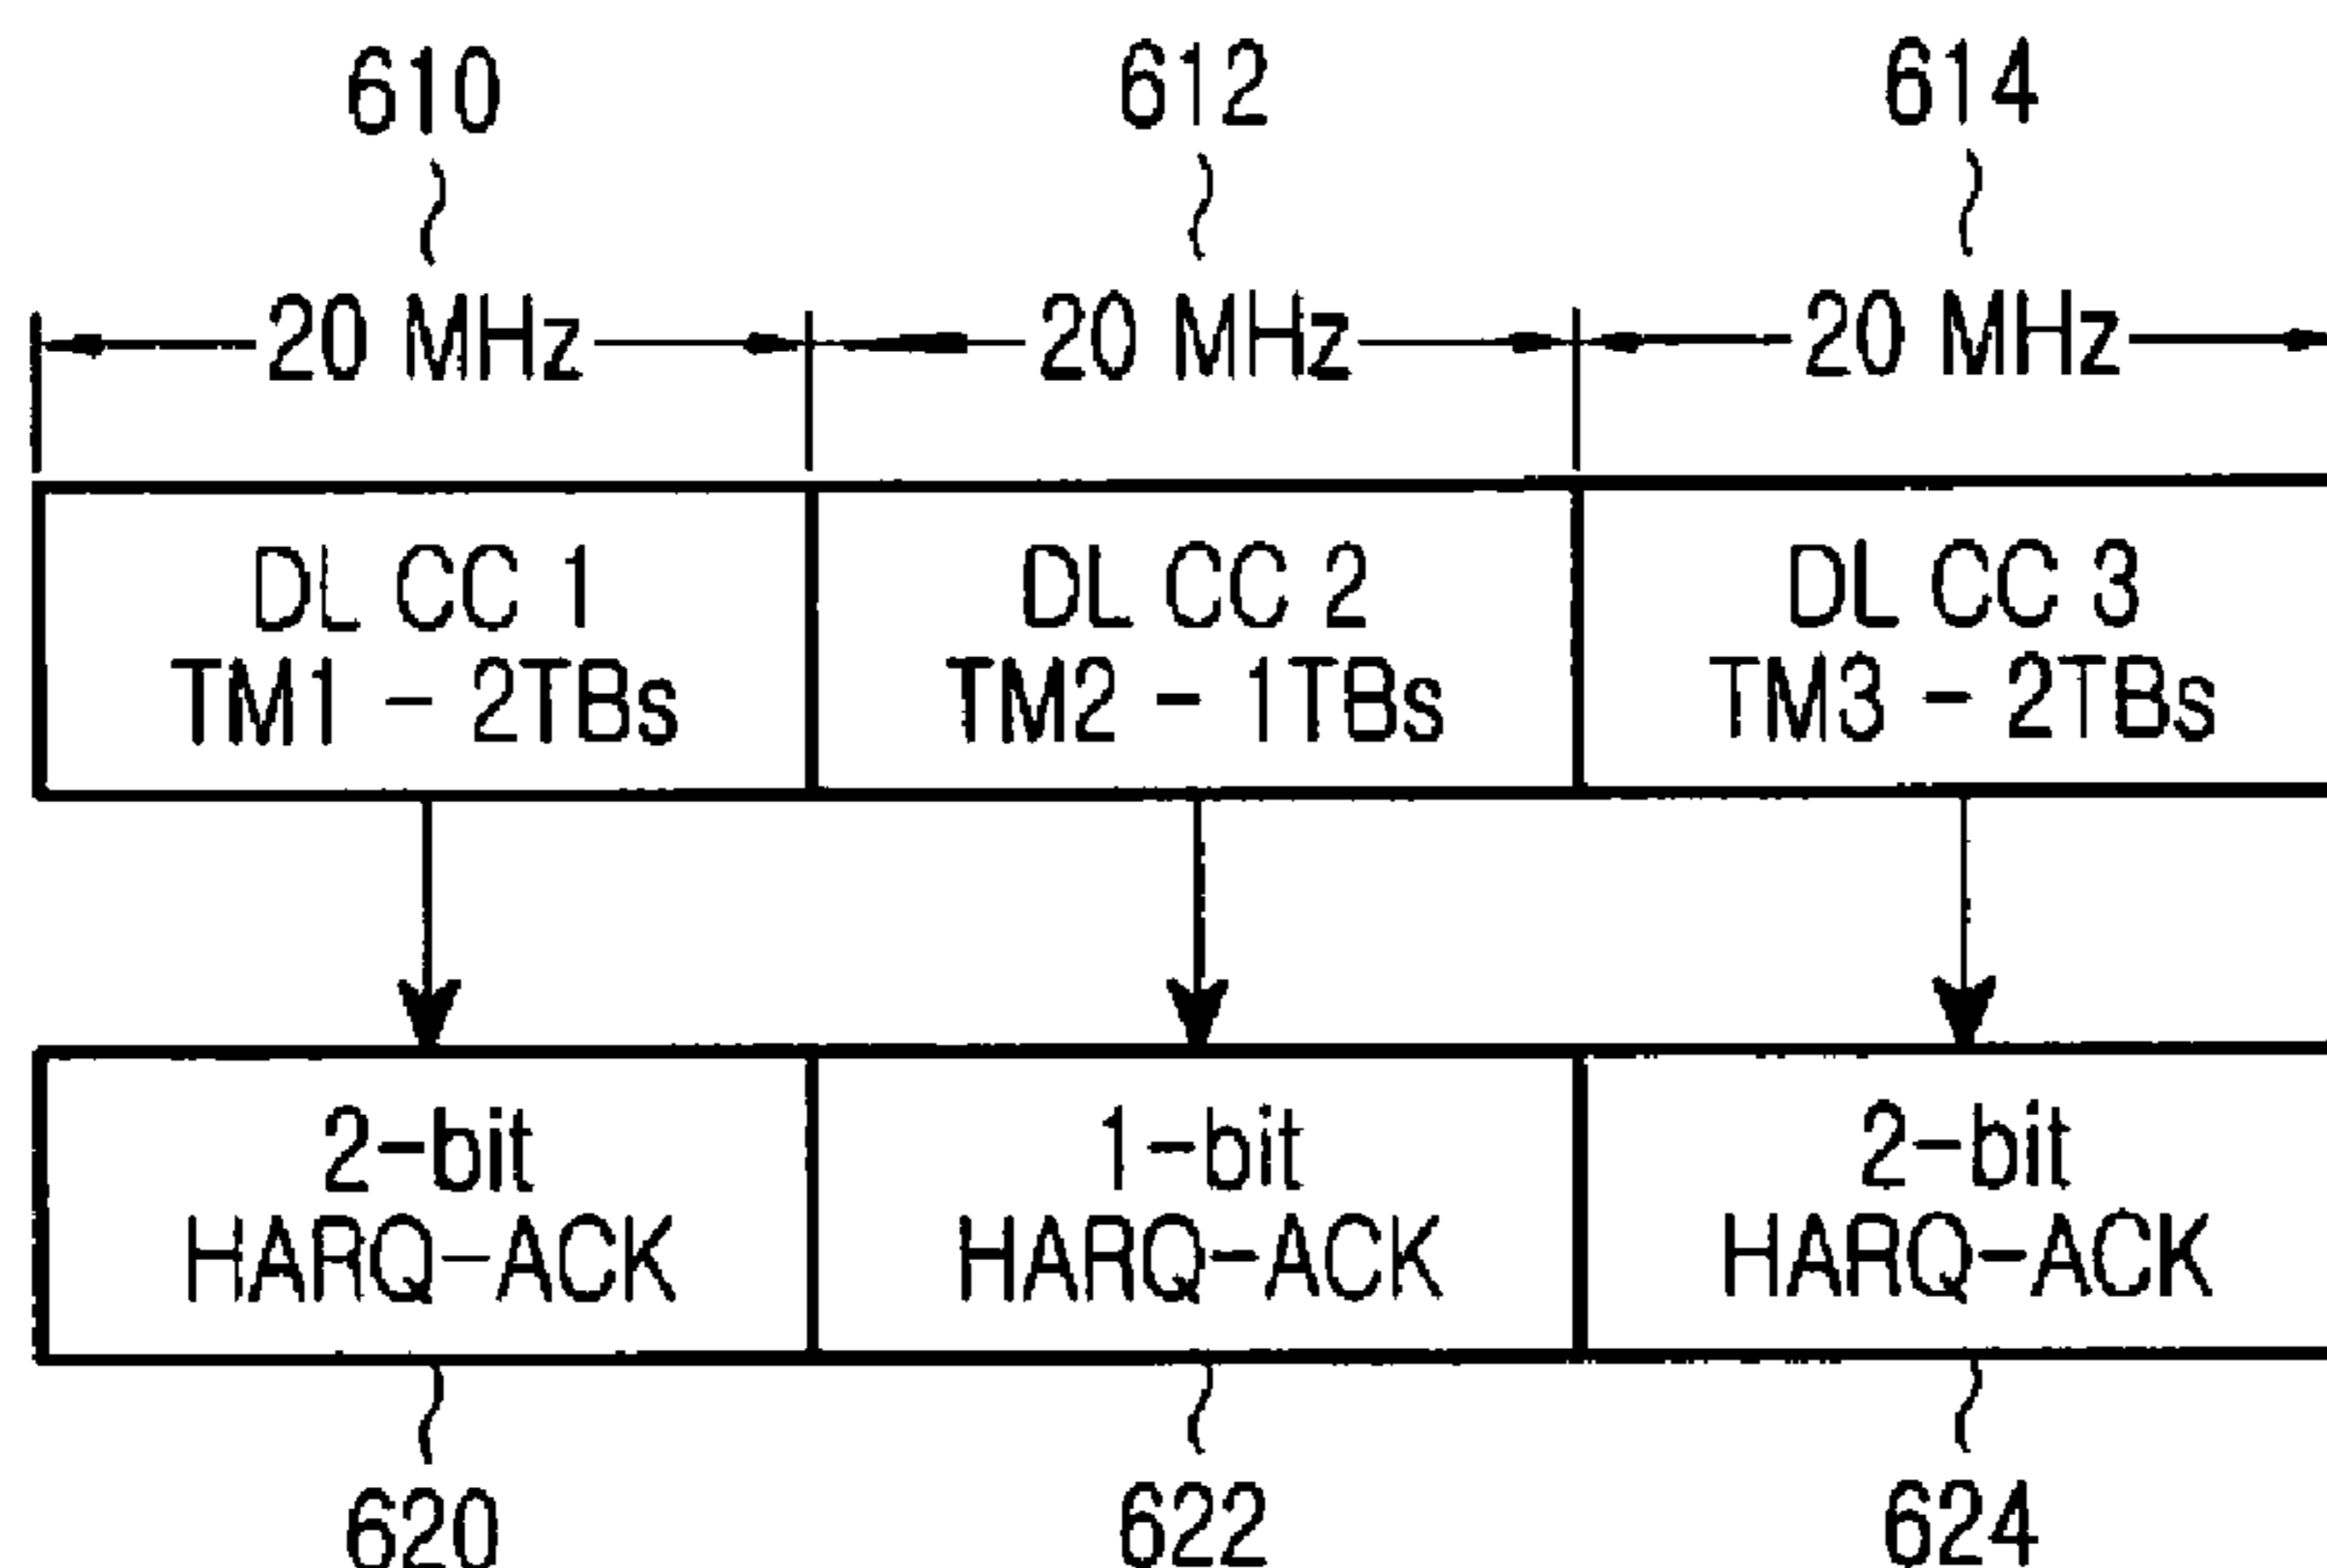 610 612 614
20 MHz 20 MHz 20 MHz
DL CC 1 DL CC 2 DL CC 3
TM1 - 2TBs TM2 - 1TBs TM3 - 2TBs
2-bit 1-bit 2-bit
HARQ-ACK HARQ-ACK HARQ-ACK
620 622 624